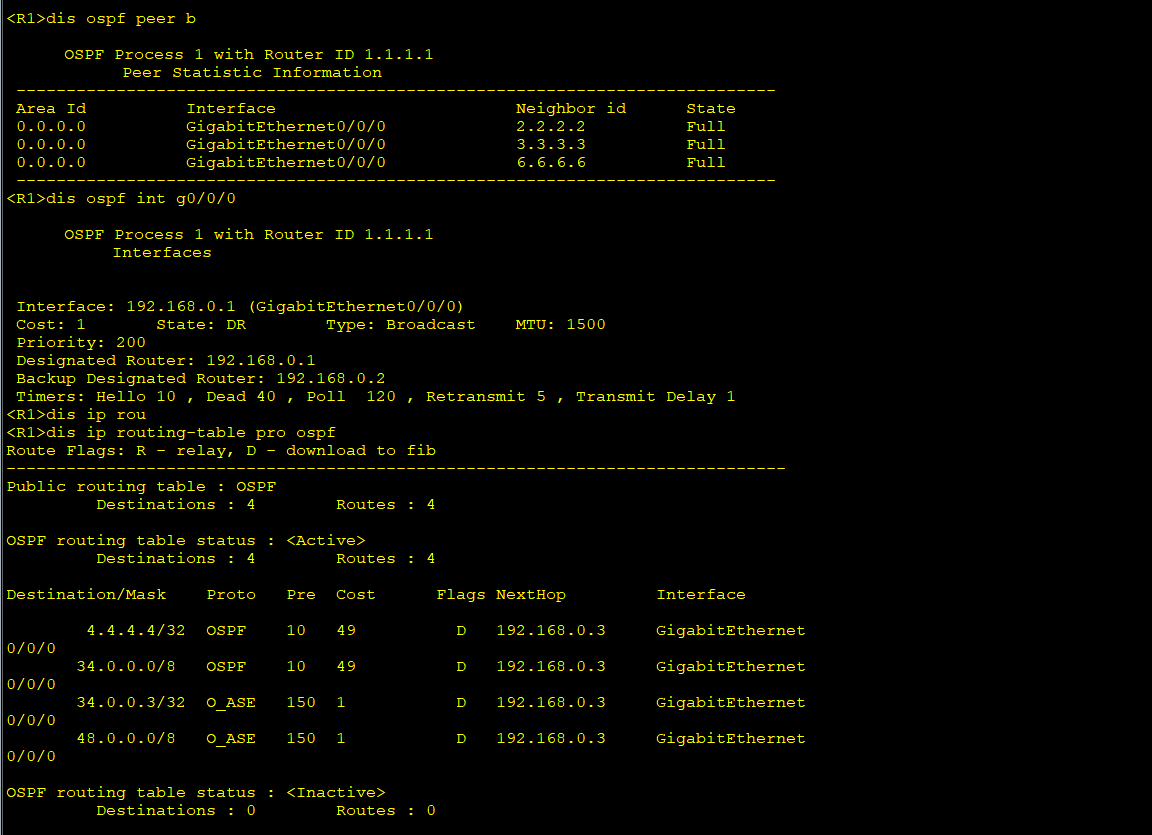 <R1>dis ospf peer b
OSPF Process 1 with Router ID 1.1.1.1
Peer Statistic Information
----------------------------------------------------------------------------
Area Id          Interface                        Neighbor id      State
0.0.0.0          GigabitEthernet0/0/0             2.2.2.2          Full
0.0.0.0          GigabitEthernet0/0/0             3.3.3.3          Full
0.0.0.0          GigabitEthernet0/0/0             6.6.6.6          Full
----------------------------------------------------------------------------
<R1>dis ospf int g0/0/0
OSPF Process 1 with Router ID 1.1.1.1
Interfaces
Interface: 192.168.0.1 (GigabitEthernet0/0/0)
Cost: 1       State: DR        Type: Broadcast    MTU: 1500
Priority: 200
Designated Router: 192.168.0.1
Backup Designated Router: 192.168.0.2
Timers: Hello 10 , Dead 40 , Poll  120 , Retransmit 5 , Transmit Delay 1
<R1>dis ip rou
<R1>dis ip routing-table pro ospf
Route Flags: R - relay, D - download to fib
------------------------------------------------------------------------------
Public routing table : OSPF
Destinations : 4        Routes : 4
OSPF routing table status : <Active>
Destinations : 4        Routes : 4
Destination/Mask    Proto   Pre  Cost      Flags NextHop         Interface
4.4.4.4/32  OSPF    10   49          D   192.168.0.3     GigabitEthernet
0/0/0
34.0.0.0/8   OSPF    10   49          D   192.168.0.3     GigabitEthernet
0/0/0
34.0.0.3/32  O_ASE   150  1           D   192.168.0.3     GigabitEthernet
0/0/0
48.0.0.0/8   O_ASE   150  1           D   192.168.0.3     GigabitEthernet
0/0/0
OSPF routing table status : <Inactive>
Destinations : 0        Routes : 0